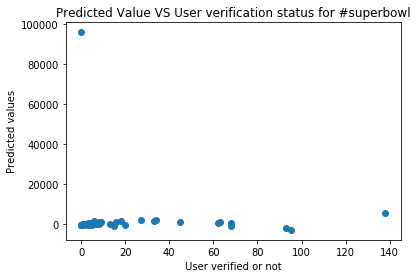 Predicted Value VS User verification status for #superbowl
100000
80000
60000
40000
20000
0
Predicted values
0 20 40 60 80 100 120 140
User verified or not